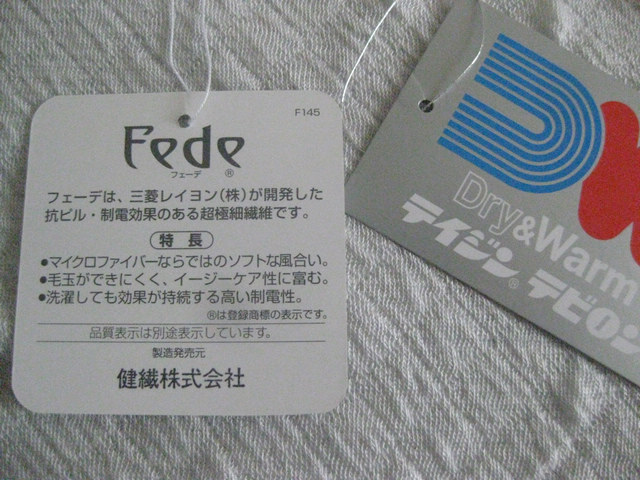 F145
Fede®
フェーデ
フェーデは、三菱レイヨン(株)が開発した
抗ピル・制電効果のある超極細繊維です。
特長
●マイクロファイバーならではのソフトな風合い。
●毛玉ができにくく、イージーケア性に富む。
●洗濯しても効果が持続する高い制電性。
®は登録商標の表示です。
品質表示は別途表示しています。
製造発売元
健繊株式会社
Dry&Warm
テイジン®テビロン